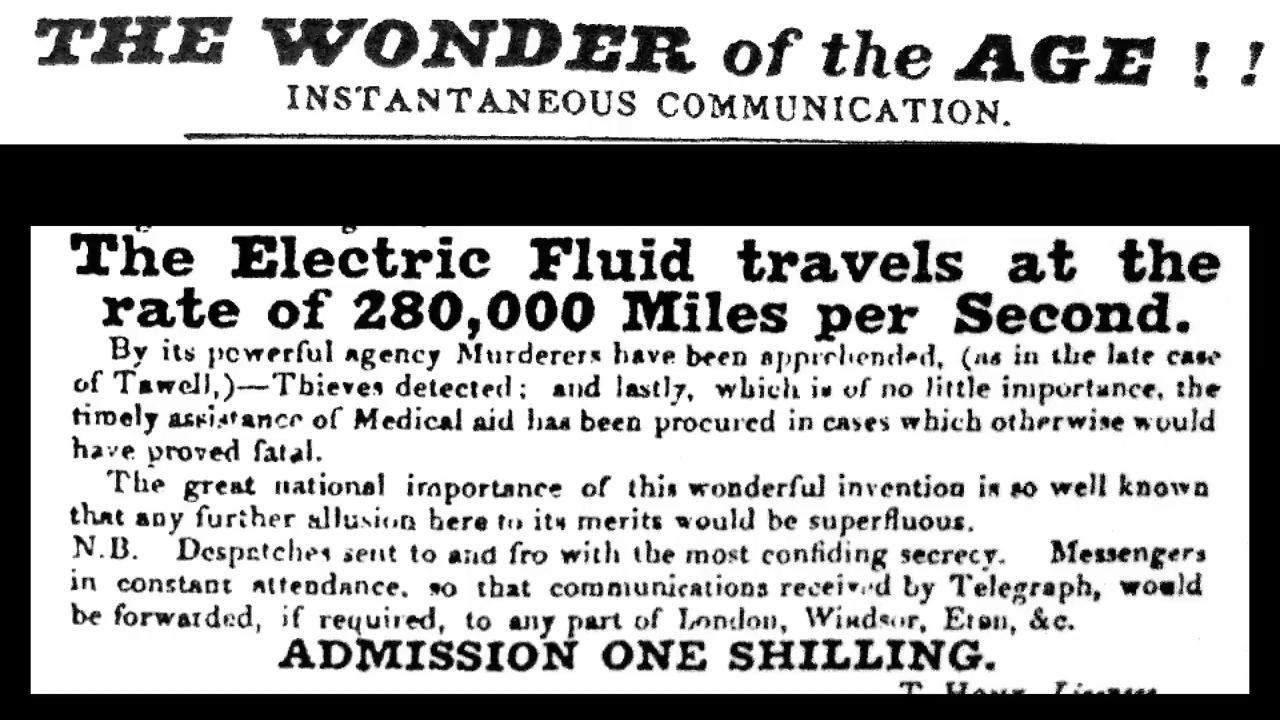 THE WONDER of the AGE ! !
INSTANTANEOUS COMMUNICATION.
The Electric Fluid travels at the
rate of 280,000 Miles per Second.
By its powerful agency Murderers have been apprehended, (as in the late case
of Tawell,)—Thieves detected; and lastly, which is of no little importance, the
timely assistance of Medical aid has been procured in cases which otherwise would
have proved fatal.
The great national importance of this wonderful invention is so well known
that any further allusion here to its merits would be superfluous.
N.B. Despatches sent to and fro with the most confiding secrecy. Messengers
in constant attendance, so that communications received by Telegraph, would
be forwarded, if required, to any part of London, Windsor, Eton, &c.
ADMISSION ONE SHILLING.